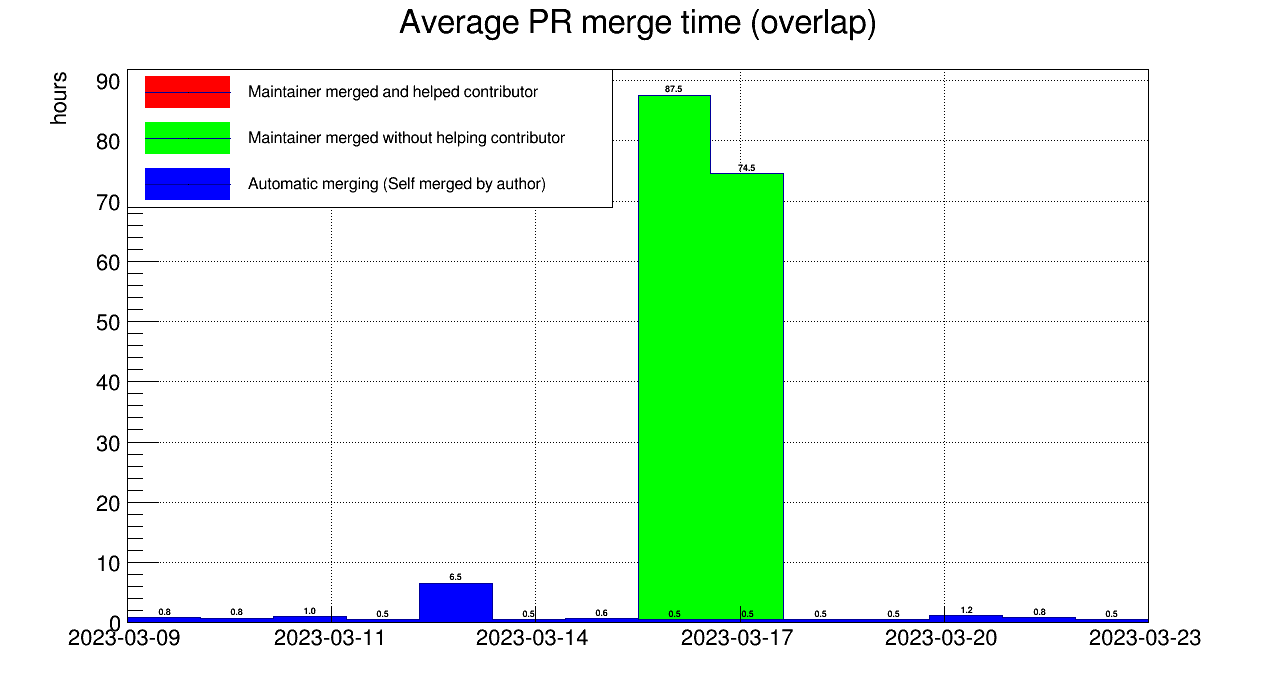 Average PR merge time (overlap)
hours
Maintainer merged and helped contributor
Maintainer merged without helping contributor
Automatic merging (Self merged by author)
90
80
70
60
50
40
30
20
10
0
87.5
74.5
6.5
0.8 0.8 1.0 0.5 0.5 0.6 0.5 0.5 0.5 0.5 1.2 0.8 0.5
2023-03-09 2023-03-11 2023-03-14 2023-03-17 2023-03-20 2023-03-23